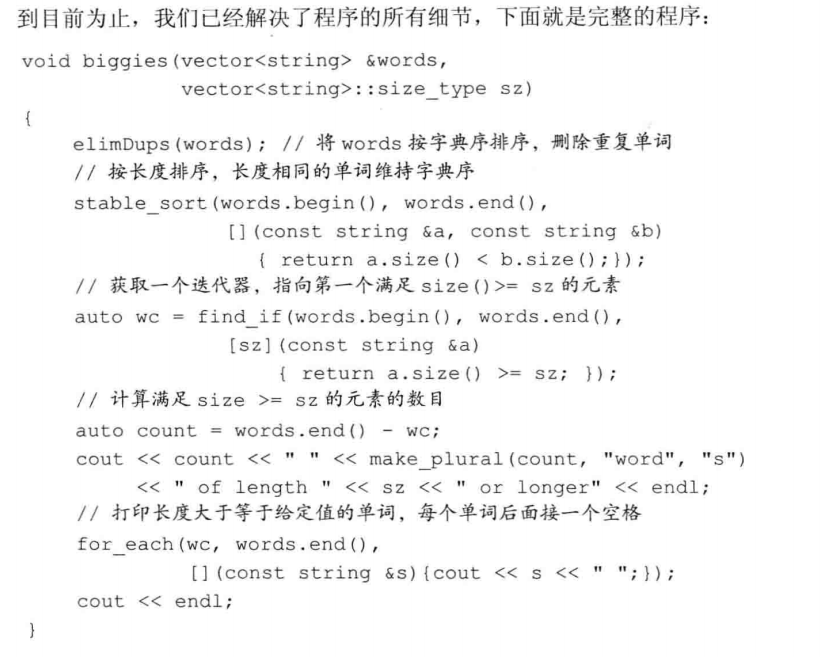 到目前为止，我们已经解决了程序的所有细节，下面就是完整的程序：
void biggies(vector<string> &words,
             vector<string>::size_type sz)
{
    elimDups(words); // 将 words 按字典序排序，删除重复单词
    // 按长度排序，长度相同的单词维持字典序
    stable_sort(words.begin(), words.end(),
                [](const string &a, const string &b)
                  { return a.size() < b.size();});
    // 获取一个迭代器，指向第一个满足 size()>= sz 的元素
    auto wc = find_if(words.begin(), words.end(),
                [sz](const string &a)
                    { return a.size() >= sz; });
    // 计算满足 size >= sz 的元素的数目
    auto count = words.end() - wc;
    cout << count << " " << make_plural(count, "word", "s")
         << " of length " << sz << " or longer" << endl;
    // 打印长度大于等于给定值的单词，每个单词后面接一个空格
    for_each(wc, words.end(),
             [](const string &s){cout << s << " ";});
    cout << endl;
}